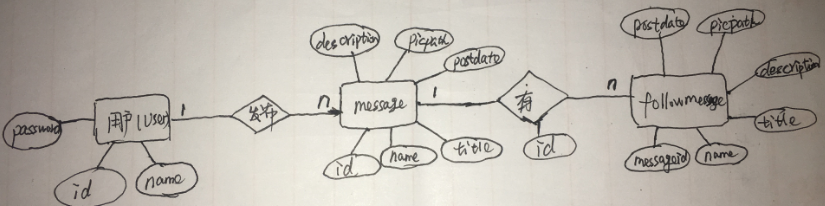 postdate
picpath
description
picpath
postdate
description
用户(User)
1
发布
n
message
1
有
n
followmessage
password
title
id
name
id
name
title
id
messageid
name